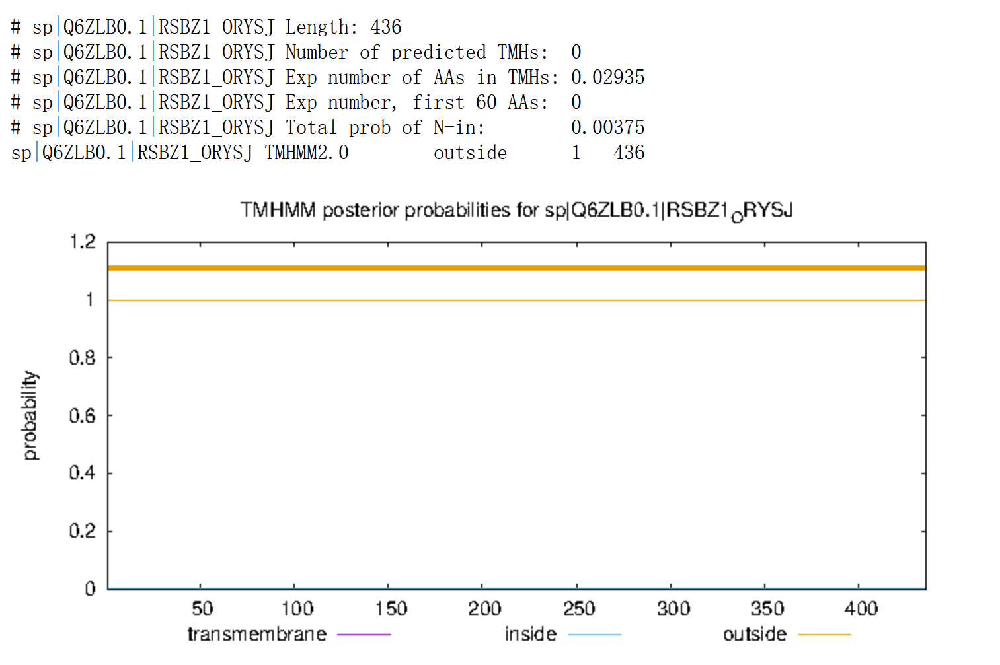 # sp|Q6ZLB0.1|RSBZ1_ORYSJ Length: 436
# sp|Q6ZLB0.1|RSBZ1_ORYSJ Number of predicted TMHs: 0
# sp|Q6ZLB0.1|RSBZ1_ORYSJ Exp number of AAs in TMHs: 0.02935
# sp|Q6ZLB0.1|RSBZ1_ORYSJ Exp number, first 60 AAs: 0
# sp|Q6ZLB0.1|RSBZ1_ORYSJ Total prob of N-in: 0.00375
sp|Q6ZLB0.1|RSBZ1_ORYSJ TMHMM2.0 outside 1 436
TMHMM posterior probabilities for sp|Q6ZLB0.1|RSBZ1ORYSJ
1.2
1
0.8
0.6
0.4
0.2
0
probability
50 100 150 200 250 300 350 400
transmembrane inside outside